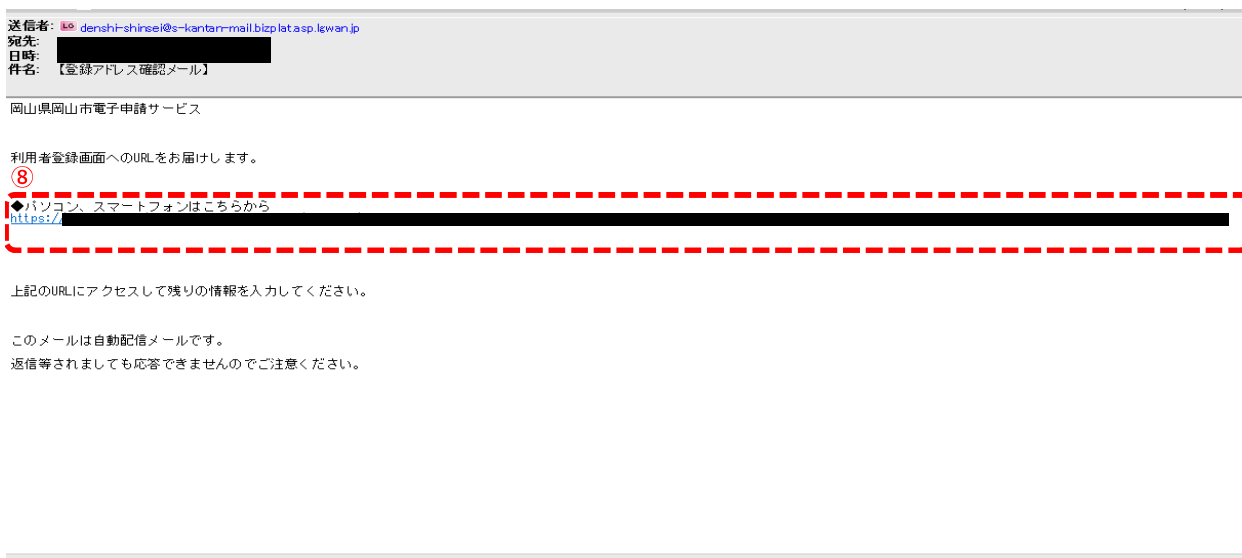 送信者: LG denshi-shinsei@s-kantan-mail.bizplat.asp.lgwan.jp
宛先:
日時:
件名: 【登録アドレス確認メール】
岡山県岡山市電子申請サービス
利用者登録画面へのURLをお届けします。
⑧
◆パソコン、スマートフォンはこちらから
https:/
上記のURLにアクセスして残りの情報を入力してください。
このメールは自動配信メールです。
返信等されましても応答できませんのでご注意ください。